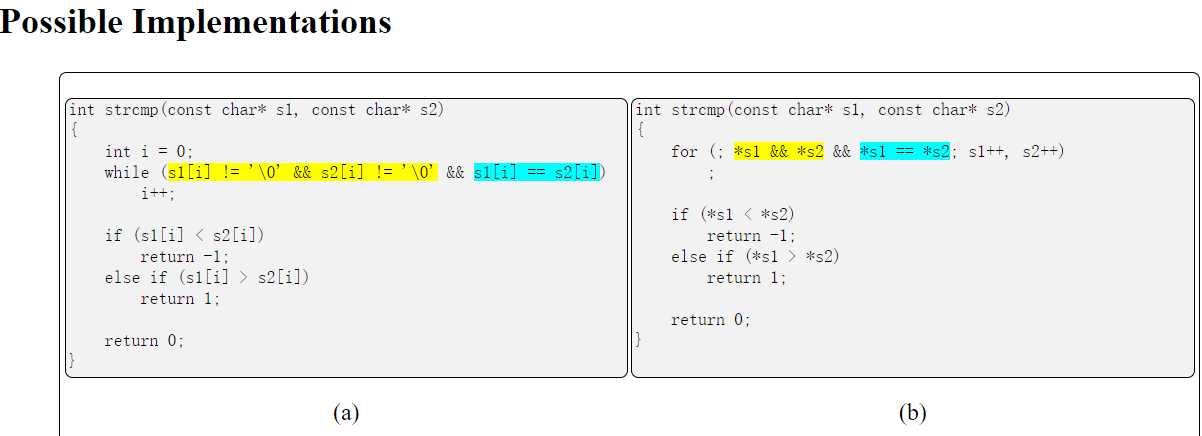 Possible Implementations
int strcmp(const char* s1, const char* s2)
{
    int i = 0;
    while (s1[i] != '\0' && s2[i] != '\0' && s1[i] == s2[i])
        i++;

    if (s1[i] < s2[i])
        return -1;
    else if (s1[i] > s2[i])
        return 1;

    return 0;
}
(a)
int strcmp(const char* s1, const char* s2)
{
    for (; *s1 && *s2 && *s1 == *s2; s1++, s2++)
        ;

    if (*s1 < *s2)
        return -1;
    else if (*s1 > *s2)
        return 1;

    return 0;
}
(b)